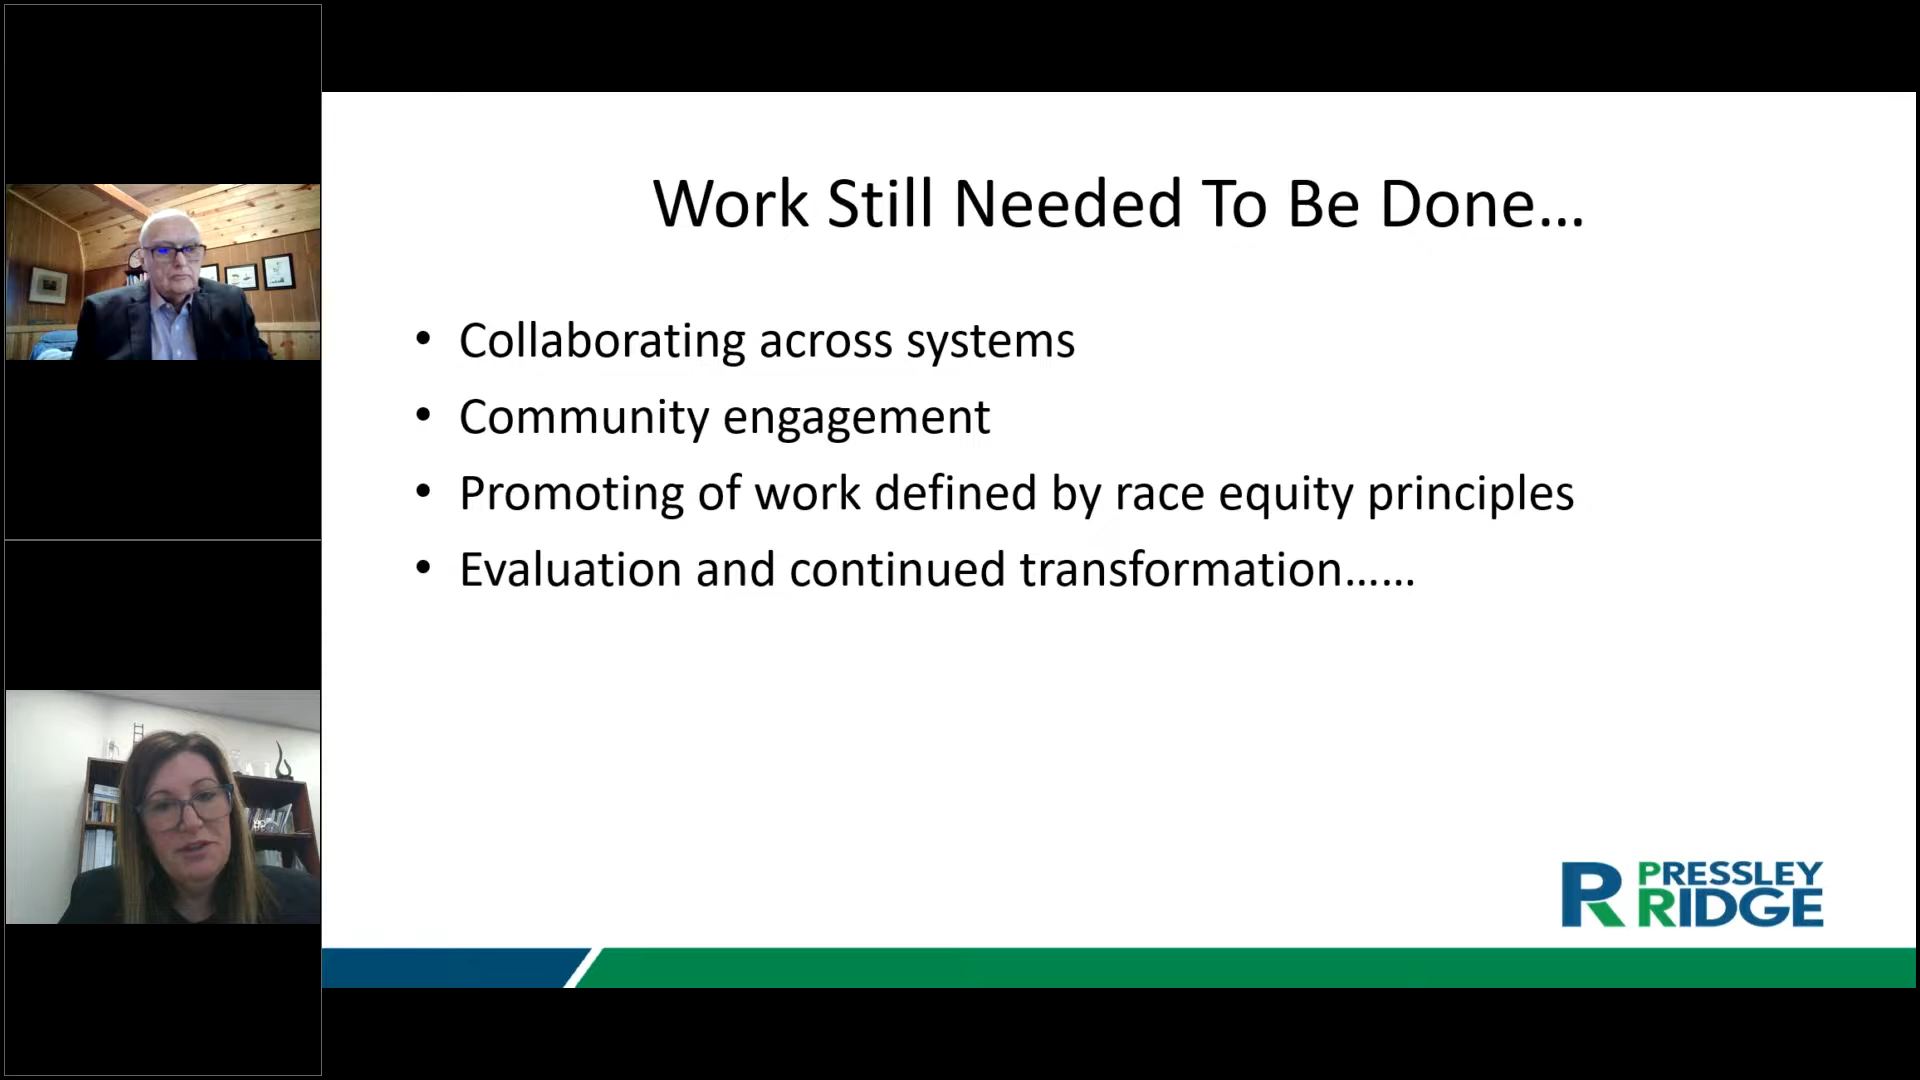 Work Still Needed To Be Done…
• Collaborating across systems
• Community engagement
• Promoting of work defined by race equity principles
• Evaluation and continued transformation……
PRESSLEY
RIDGE